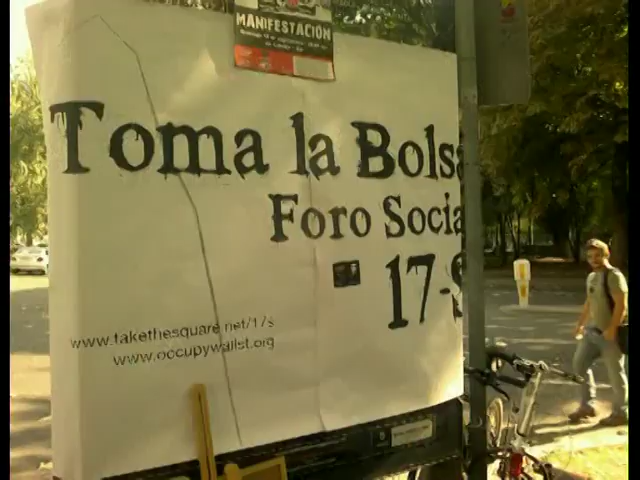 MANIFESTACIÓN
Toma la Bolsa
Foro Socia
17-S
www.takethesquare.net/17s
www.occupywallst.org